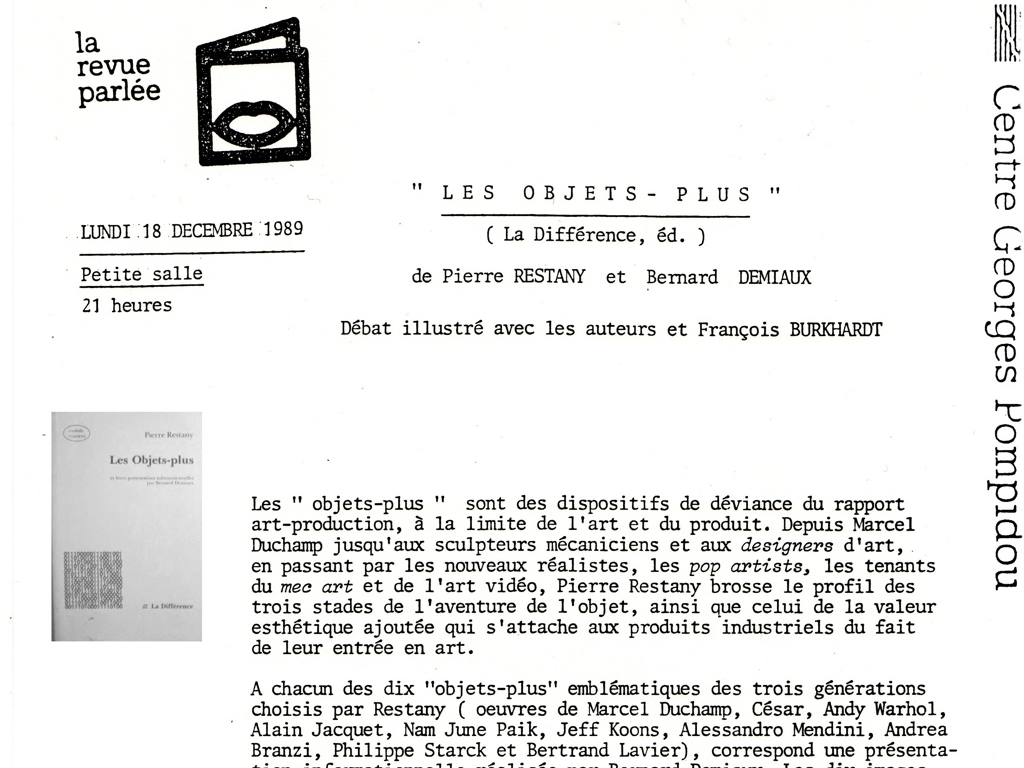 la
revue
parlée
" LES OBJETS- PLUS "
( La Différence, éd. )
de Pierre RESTANY et Bernard DEMIAUX
LUNDI 18 DECEMBRE 1989
Petite salle
21 heures
Débat illustré avec les auteurs et François BURKHARDT
Centre Georges Pompidou
Pierre Restany
Les Objets-plus
La Différence
Les " objets-plus " sont des dispositifs de déviance du rapport
art-production, à la limite de l'art et du produit. Depuis Marcel
Duchamp jusqu'aux sculpteurs mécaniciens et aux designers d'art,
en passant par les nouveaux réalistes, les pop artists, les tenants
du mec art et de l'art vidéo, Pierre Restany brosse le profil des
trois stades de l'aventure de l'objet, ainsi que celui de la valeur
esthétique ajoutée qui s'attache aux produits industriels du fait
de leur entrée en art.
A chacun des dix "objets-plus" emblématiques des trois générations
choisis par Restany ( oeuvres de Marcel Duchamp, César, Andy Warhol,
Alain Jacquet, Nam June Paik, Jeff Koons, Alessandro Mendini, Andrea
Branzi, Philippe Starck et Bertrand Lavier), correspond une présenta-